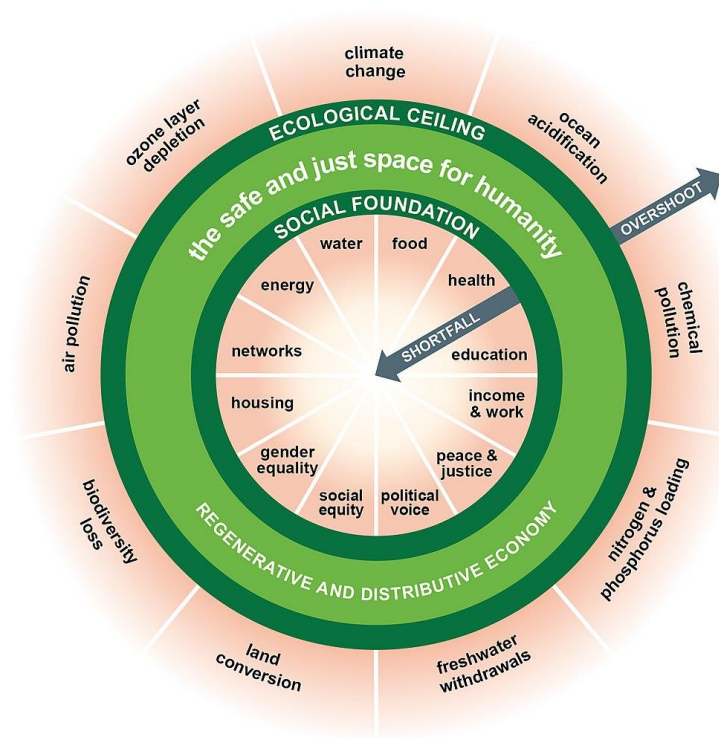 climate
change
ocean
acidification
chemical
pollution
nitrogen &
phosphorus loading
freshwater
withdrawals
land
conversion
biodiversity
loss
air pollution
ozone layer
depletion
ECOLOGICAL CEILING
OVERSHOOT
the safe and just space for humanity
SOCIAL FOUNDATION
water
food
health
SHORTFALL
education
income
& work
peace &
justice
political
voice
social
equity
gender
equality
housing
networks
energy
REGENERATIVE AND DISTRIBUTIVE ECONOMY